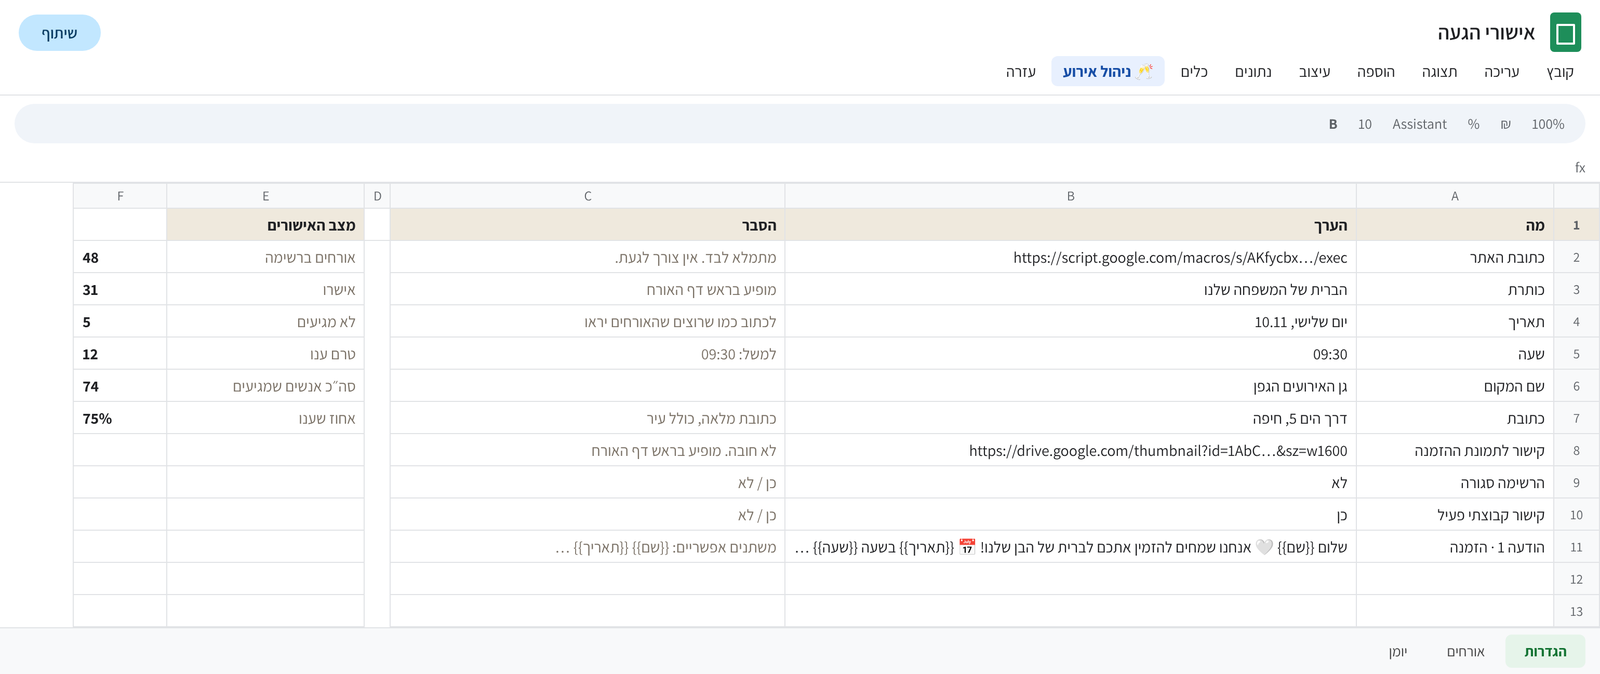 אישורי הגעה
שיתוף
קובץ עריכה תצוגה הוספה עיצוב נתונים כלים 🥂 ניהול אירוע עזרה
100% ₪ % Assistant 10 B
fx
A B C D E F
1 מה הערך הסבר מצב האישורים
2 כתובת האתר https://script.google.com/macros/s/AKfycbx…/exec מתמלא לבד. אין צורך לגעת. אורחים ברשימה 48
3 כותרת הברית של המשפחה שלנו מופיע בראש דף האורח אישרו 31
4 תאריך יום שלישי, 10.11 לכתוב כמו שרוצים שהאורחים יראו לא מגיעים 5
5 שעה 09:30 למשל: 09:30 טרם ענו 12
6 שם המקום גן האירועים הגפן סה״כ אנשים שמגיעים 74
7 כתובת דרך הים 5, חיפה כתובת מלאה, כולל עיר אחוז שענו 75%
8 קישור לתמונת ההזמנה https://drive.google.com/thumbnail?id=1AbC…&sz=w1600 לא חובה. מופיע בראש דף האורח
9 הרשימה סגורה לא כן / לא
10 קישור קבוצתי פעיל כן כן / לא
11 הודעה 1 · הזמנה שלום {{שם}} 🤍 אנחנו שמחים להזמין אתכם לברית של הבן שלנו! 📅 {{תאריך}} בשעה {{שעה}} … משתנים אפשריים: {{שם}} {{תאריך}} …
12
13
הגדרות אורחים יומן